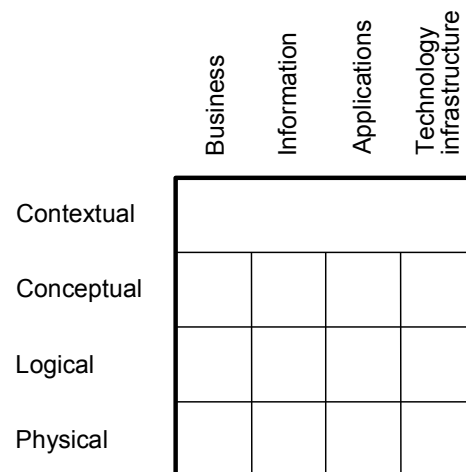 Business
Information
Applications
Technology
infrastructure
Contextual
Conceptual
Logical
Physical